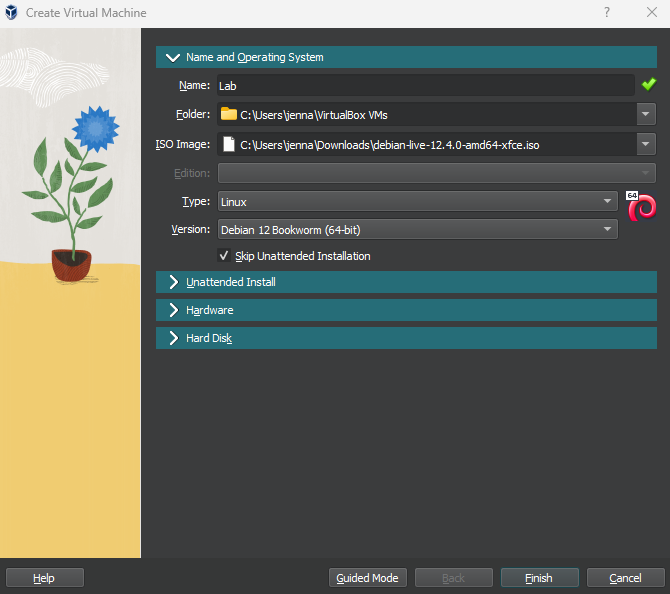 Create Virtual Machine
?
Name and Operating System
Name: Lab
Folder: C:\Users\jenna\VirtualBox VMs
ISO Image: C:\Users\jenna\Downloads\debian-live-12.4.0-amd64-xfce.iso
Edition:
64
Type: Linux
Version: Debian 12 Bookworm (64-bit)
Skip Unattended Installation
Unattended Install
Hardware
Hard Disk
Help Guided Mode Back Finish Cancel